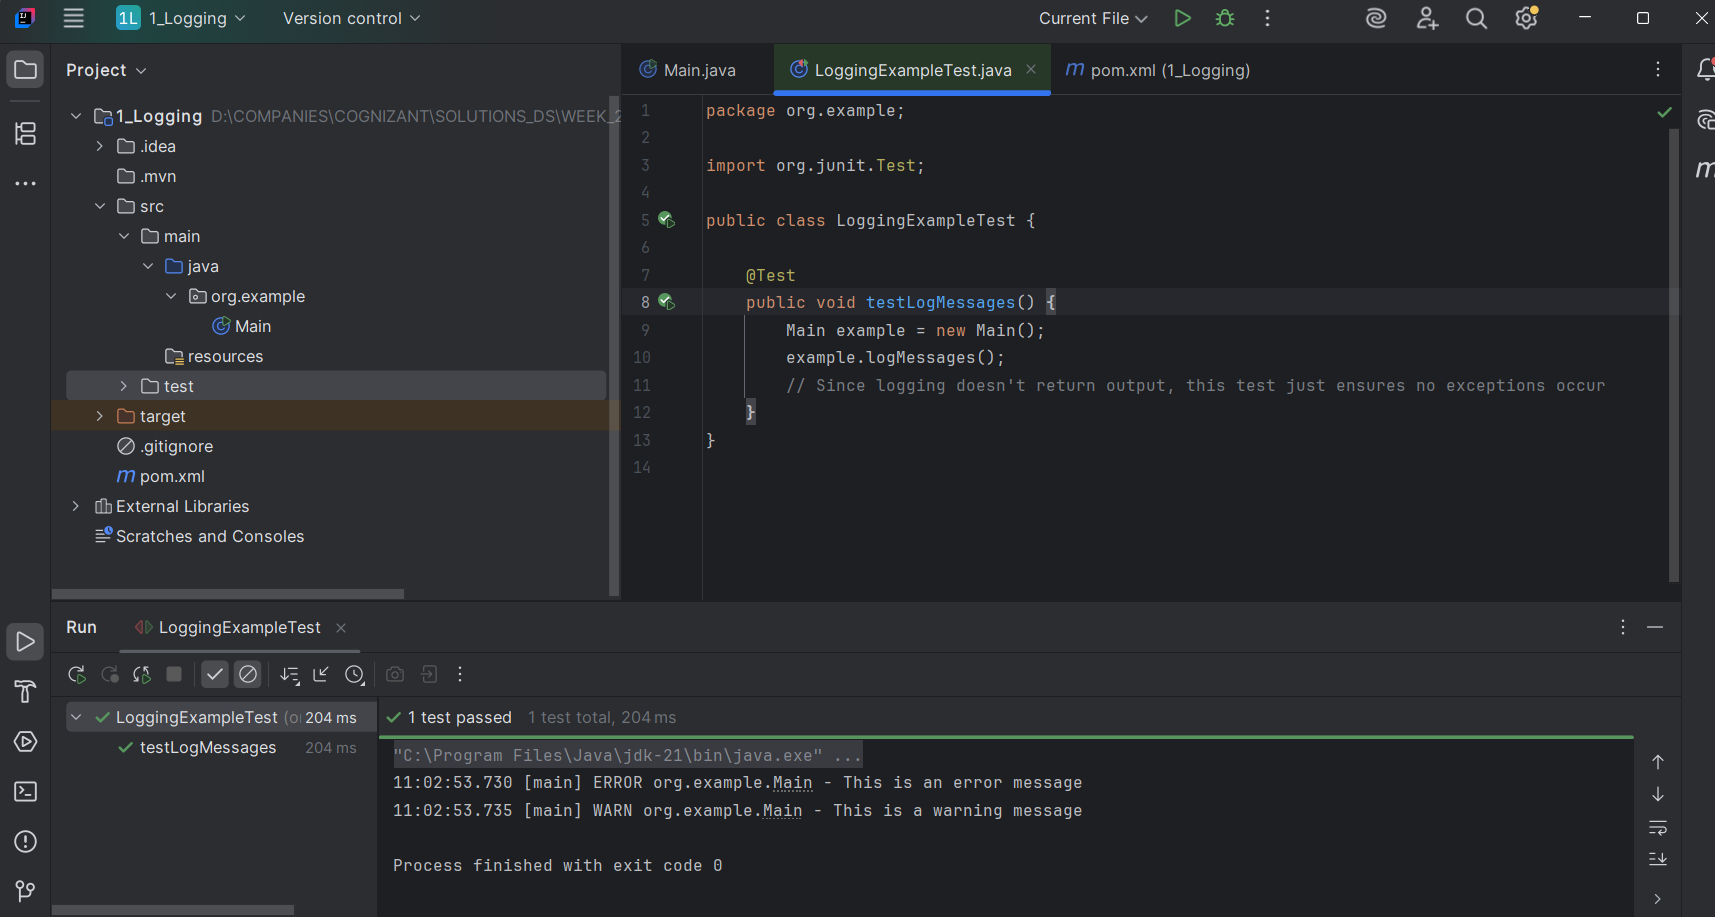 1L 1_Logging Version control Current File
Project
1_Logging D:\COMPANIES\COGNIZANT\SOLUTIONS_DS\WEEK_2
.idea
.mvn
src
main
java
org.example
Main
resources
test
target
.gitignore
m pom.xml
External Libraries
Scratches and Consoles
Main.java LoggingExampleTest.java m pom.xml (1_Logging)
1 package org.example;
2
3 import org.junit.Test;
4
5 public class LoggingExampleTest {
6
7 @Test
8 public void testLogMessages() {
9 Main example = new Main();
10 example.logMessages();
11 // Since logging doesn't return output, this test just ensures no exceptions occur
12 }
13 }
14
m
Run LoggingExampleTest
LoggingExampleTest (o 204 ms
testLogMessages 204 ms
1 test passed 1 test total, 204 ms
"C:\Program Files\Java\jdk-21\bin\java.exe" ...
11:02:53.730 [main] ERROR org.example.Main - This is an error message
11:02:53.735 [main] WARN org.example.Main - This is a warning message
Process finished with exit code 0